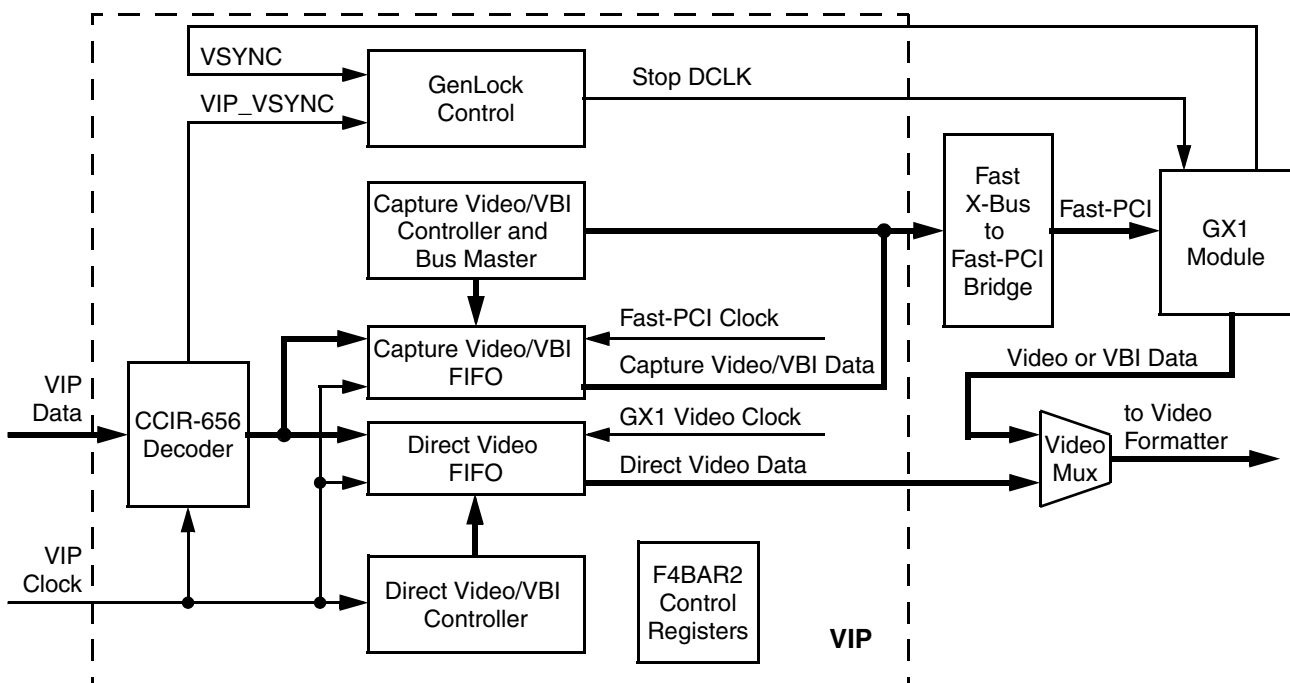 VSYNC
VIP_VSYNC
GenLock
Control
Stop DCLK
Capture Video/VBI
Controller and
Bus Master
Fast
X-Bus
to
Fast-PCI
Bridge
Fast-PCI
GX1
Module
Fast-PCI Clock
Capture Video/VBI
FIFO
Capture Video/VBI Data
Video or VBI Data
VIP
Data
CCIR-656
Decoder
GX1 Video Clock
Direct Video
FIFO
Direct Video Data
Video
Mux
to Video
Formatter
VIP
Clock
Direct Video/VBI
Controller
F4BAR2
Control
Registers
VIP